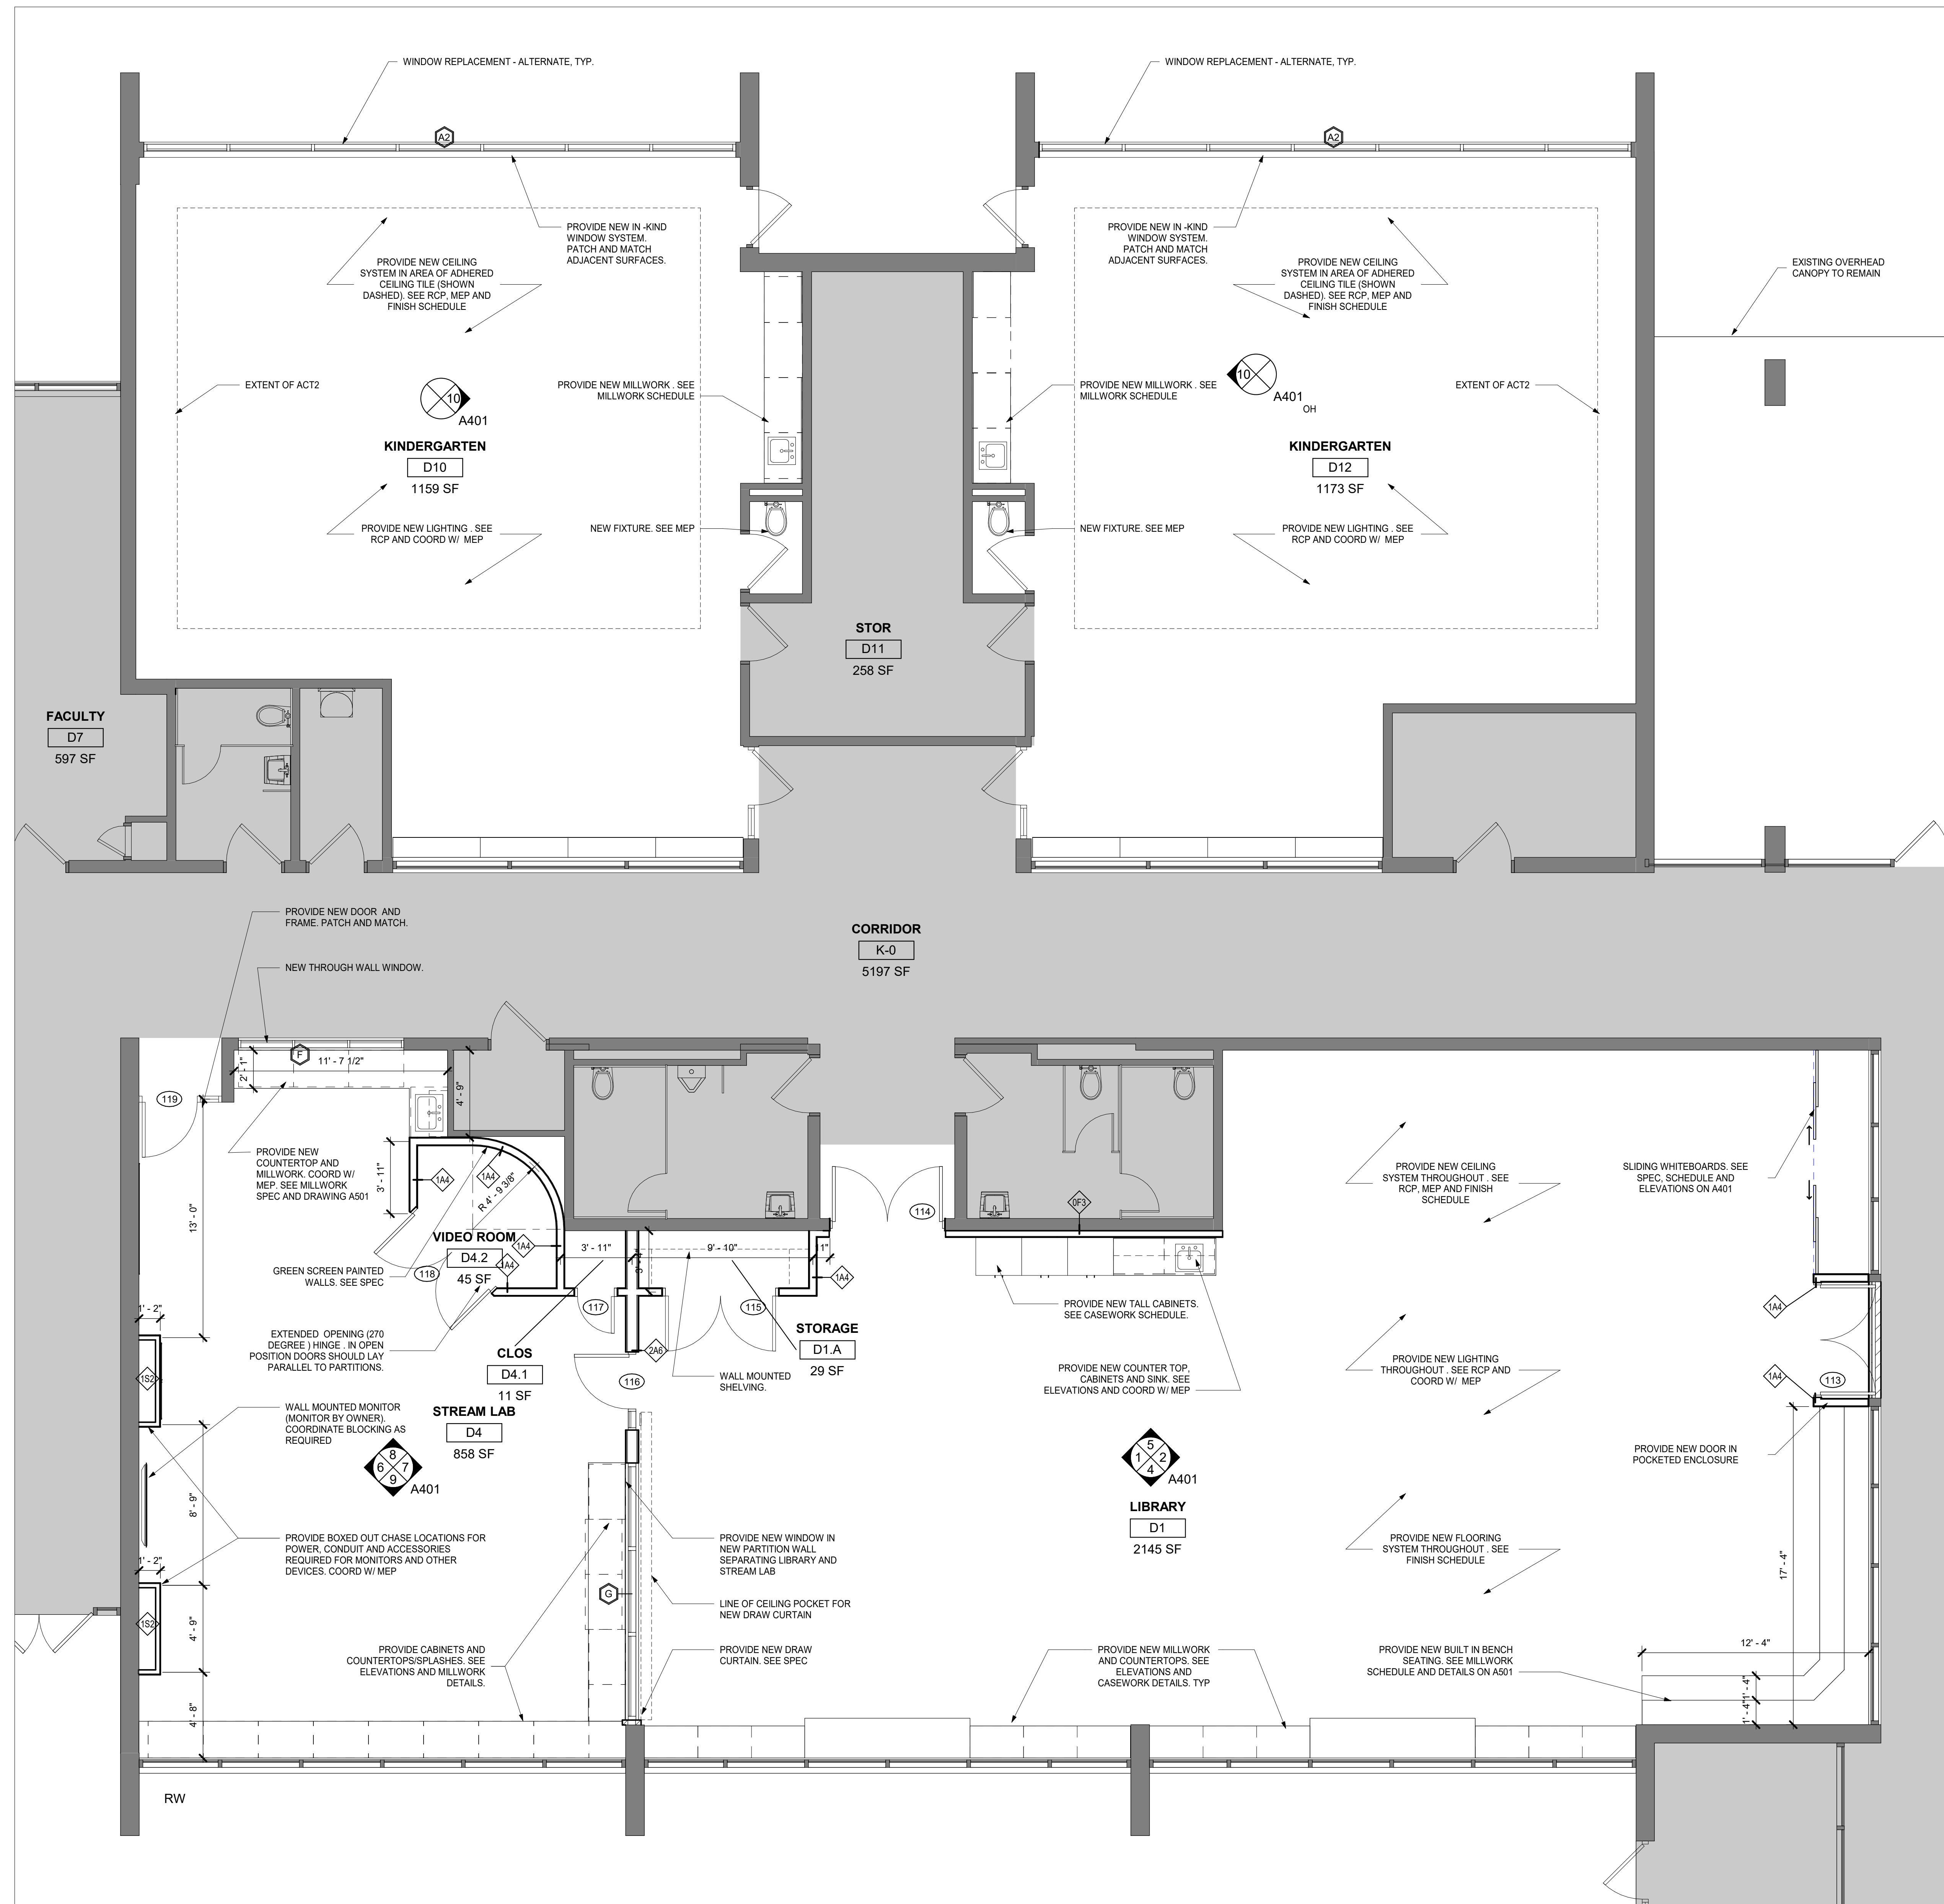 WINDOW REPLACEMENT - ALTERNATE, TYP.
WINDOW REPLACEMENT - ALTERNATE, TYP.
A2
A2
PROVIDE NEW IN -KIND
WINDOW SYSTEM.
PATCH AND MATCH
ADJACENT SURFACES.
PROVIDE NEW CEILING
SYSTEM IN AREA OF ADHERED
CEILING TILE (SHOWN
DASHED). SEE RCP, MEP AND
FINISH SCHEDULE
PROVIDE NEW IN -KIND
WINDOW SYSTEM.
PATCH AND MATCH
ADJACENT SURFACES.
PROVIDE NEW CEILING
SYSTEM IN AREA OF ADHERED
CEILING TILE (SHOWN
DASHED). SEE RCP, MEP AND
FINISH SCHEDULE
EXISTING OVERHEAD
CANOPY TO REMAIN
EXTENT OF ACT2
10
A401
PROVIDE NEW MILLWORK . SEE
MILLWORK SCHEDULE
PROVIDE NEW MILLWORK . SEE
MILLWORK SCHEDULE
10
A401
OH
EXTENT OF ACT2
KINDERGARTEN
D10
1159 SF
KINDERGARTEN
D12
1173 SF
PROVIDE NEW LIGHTING . SEE
RCP AND COORD W/  MEP
NEW FIXTURE. SEE MEP
NEW FIXTURE. SEE MEP
PROVIDE NEW LIGHTING . SEE
RCP AND COORD W/  MEP
STOR
D11
258 SF
FACULTY
D7
597 SF
PROVIDE NEW DOOR  AND
FRAME. PATCH AND MATCH.
CORRIDOR
K-0
5197 SF
NEW THROUGH WALL WINDOW.
F
11' - 7 1/2"
2' - 1"
4' - 9"
119
PROVIDE NEW
COUNTERTOP AND
MILLWORK. COORD W/
MEP. SEE MILLWORK
SPEC AND DRAWING A501
3' - 11"
1A4
1A4
R 4' - 9 3/8"
13' - 0"
VIDEO ROOM
D4.2
45 SF
1A4
1A4
118
GREEN SCREEN PAINTED
WALLS. SEE SPEC
3' - 11"
3' - 4"
9' - 10"
1"
1A4
114
0F3
PROVIDE NEW CEILING
SYSTEM THROUGHOUT . SEE
RCP, MEP AND FINISH
SCHEDULE
SLIDING WHITEBOARDS. SEE
SPEC, SCHEDULE AND
ELEVATIONS ON A401
1' - 2"
117
115
PROVIDE NEW TALL CABINETS.
SEE CASEWORK SCHEDULE.
1A4
EXTENDED  OPENING (270
DEGREE ) HINGE . IN OPEN
POSITION DOORS SHOULD LAY
PARALLEL TO PARTITIONS.
CLOS
D4.1
11 SF
2A6
STORAGE
D1.A
29 SF
116
WALL MOUNTED
SHELVING.
PROVIDE NEW COUNTER TOP,
CABINETS AND SINK. SEE
ELEVATIONS AND COORD W/ MEP
PROVIDE NEW LIGHTING
THROUGHOUT . SEE RCP AND
COORD W/  MEP
1A4
113
1S2
WALL MOUNTED MONITOR
(MONITOR BY OWNER).
COORDINATE BLOCKING AS
REQUIRED
STREAM LAB
D4
858 SF
8
6
7
9
A401
5
1
2
4
A401
PROVIDE NEW DOOR IN
POCKETED ENCLOSURE
LIBRARY
D1
2145 SF
8' - 9"
PROVIDE BOXED OUT CHASE LOCATIONS FOR
POWER, CONDUIT AND ACCESSORIES
REQUIRED FOR MONITORS AND OTHER
DEVICES. COORD W/ MEP
1' - 2"
PROVIDE NEW WINDOW IN
NEW PARTITION WALL
SEPARATING LIBRARY AND
STREAM LAB
PROVIDE NEW FLOORING
SYSTEM THROUGHOUT . SEE
FINISH SCHEDULE
17' - 4"
G
LINE OF CEILING POCKET FOR
NEW DRAW CURTAIN
1S2
4' - 9"
PROVIDE CABINETS AND
COUNTERTOPS/SPLASHES. SEE
ELEVATIONS AND MILLWORK
DETAILS.
PROVIDE NEW DRAW
CURTAIN. SEE SPEC
PROVIDE NEW MILLWORK
AND COUNTERTOPS. SEE
ELEVATIONS AND
CASEWORK DETAILS. TYP
PROVIDE NEW BUILT IN BENCH
SEATING. SEE MILLWORK
SCHEDULE AND DETAILS ON A501
12' - 4"
1' - 4"
1' - 4"
4' - 8"
RW